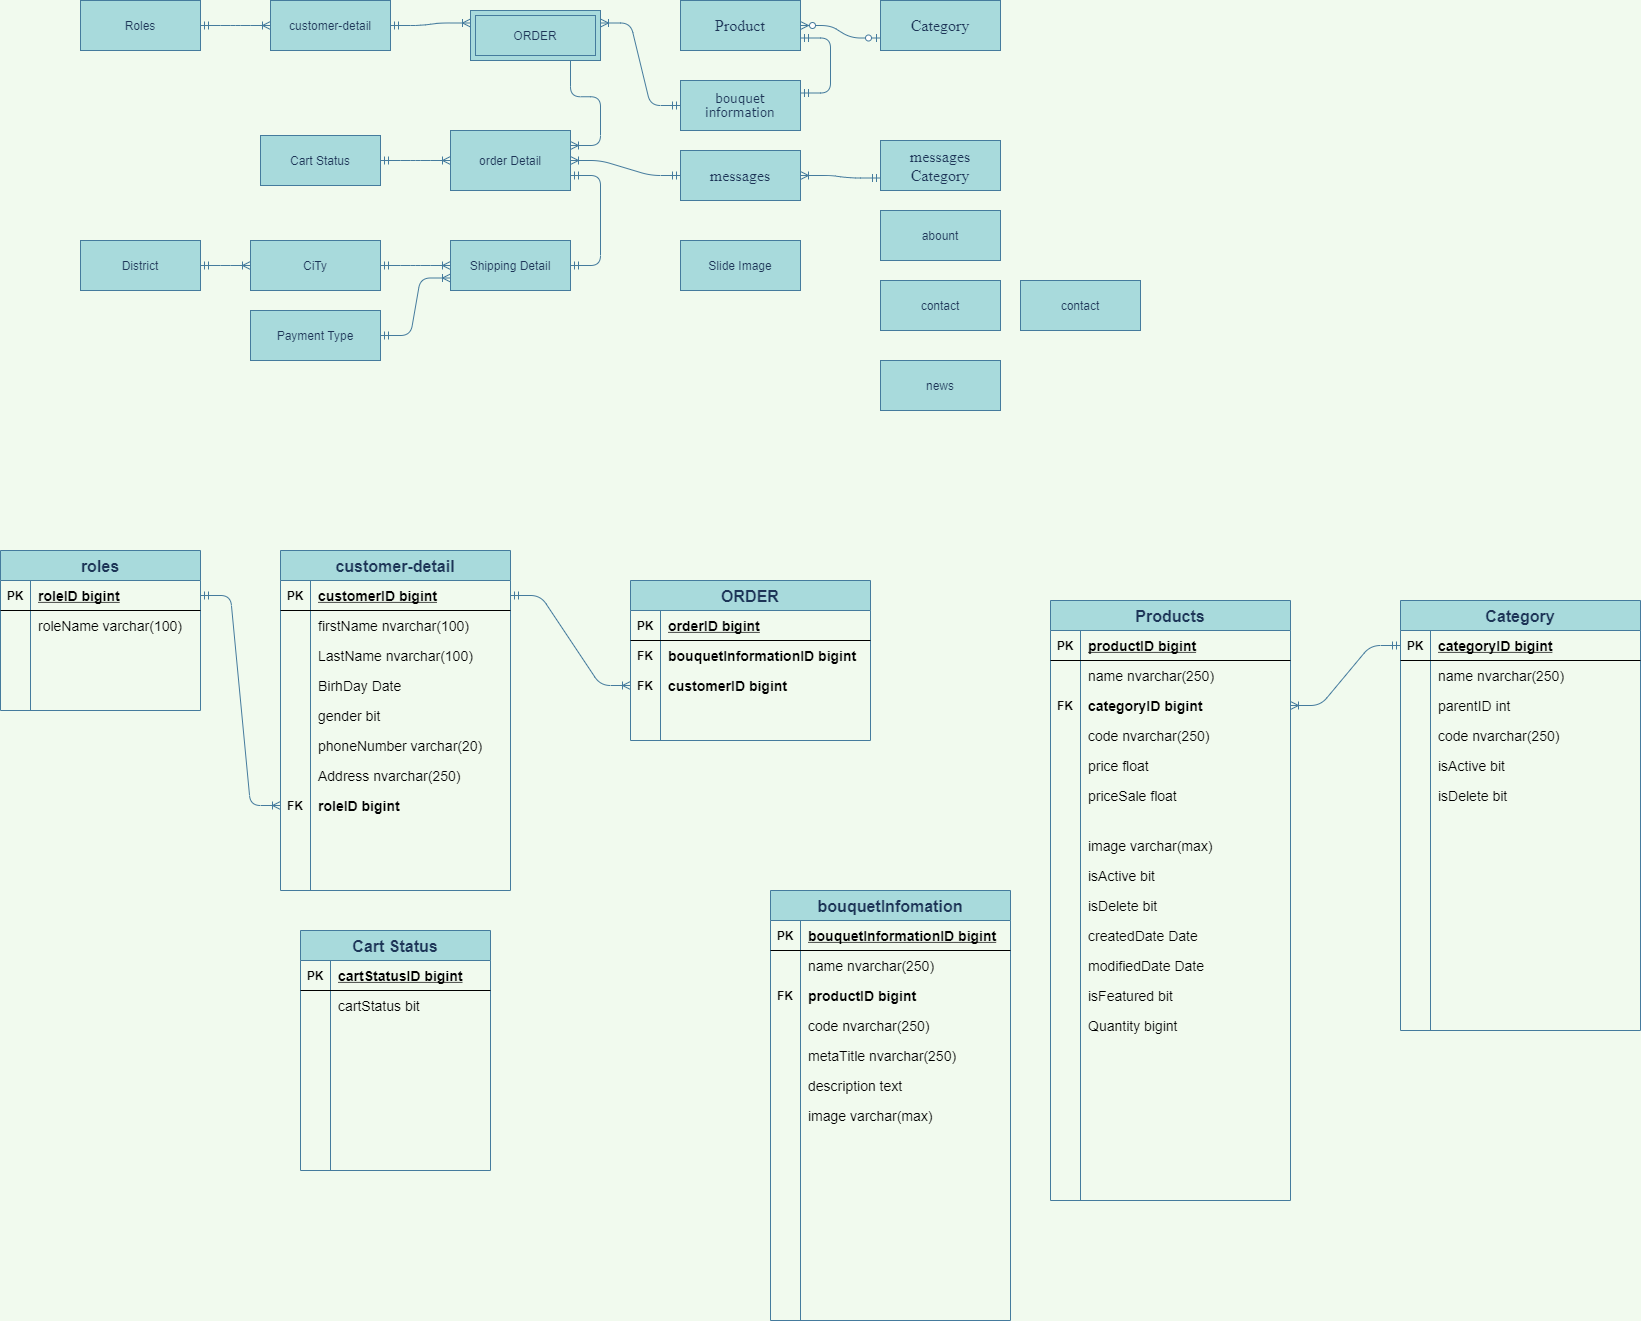 Roles
customer-detail
ORDER
Product
Category
bouquet
information
Cart Status
order Detail
messages
messages
Category
abount
District
CiTy
Shipping Detail
Slide Image
contact
contact
Payment Type
news
roles
PK roleID bigint
roleName varchar(100)
customer-detail
PK customerID bigint
firstName nvarchar(100)
LastName nvarchar(100)
BirhDay Date
gender bit
phoneNumber varchar(20)
Address nvarchar(250)
FK roleID bigint
ORDER
PK orderID bigint
FK bouquetInformationID bigint
FK customerID bigint
Products
PK productID bigint
name nvarchar(250)
FK categoryID bigint
code nvarchar(250)
price float
priceSale float
image varchar(max)
isActive bit
isDelete bit
createdDate Date
modifiedDate Date
isFeatured bit
Quantity bigint
Category
PK categoryID bigint
name nvarchar(250)
parentID int
code nvarchar(250)
isActive bit
isDelete bit
Cart Status
PK cartStatusID bigint
cartStatus bit
bouquetInfomation
PK bouquetInformationID bigint
name nvarchar(250)
FK productID bigint
code nvarchar(250)
metaTitle nvarchar(250)
description text
image varchar(max)